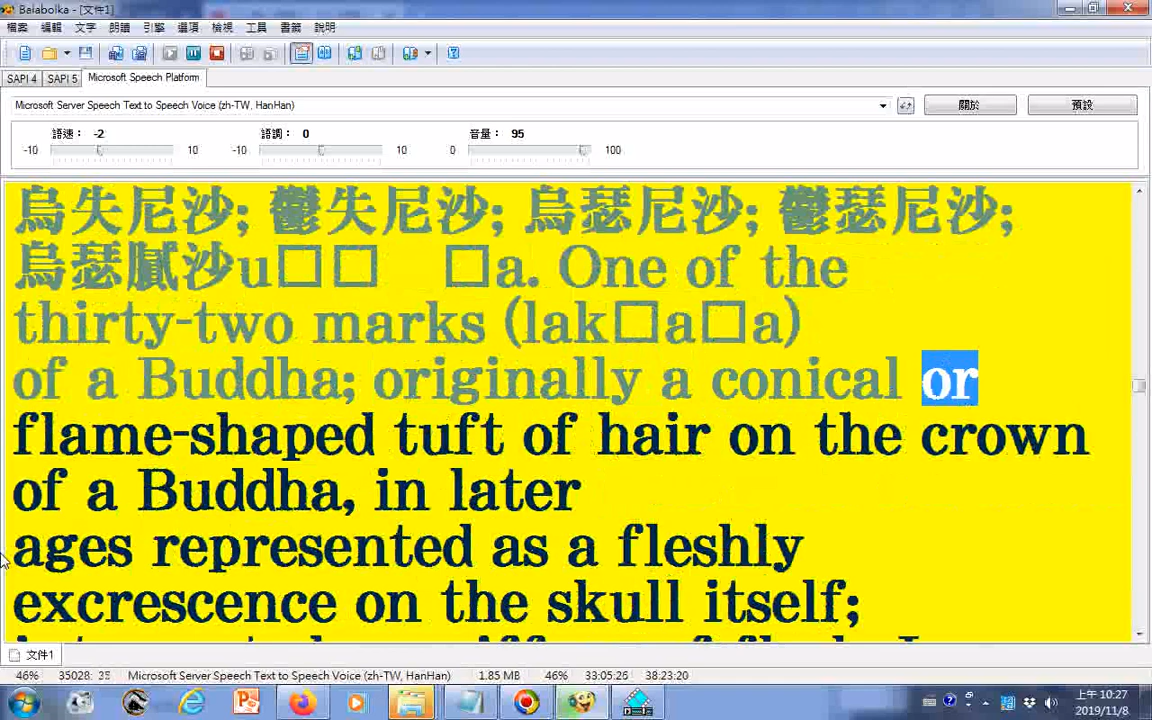 Balabolka - [文件1]
檔案 編輯 文字 朗讀 引擎 選項 檢視 工具 書籤 說明
SAPI 4 SAPI 5 Microsoft Speech Platform
Microsoft Server Speech Text to Speech Voice (zh-TW, HanHan) 關於 預設
語速： -2 語調： 0 音量： 95
-10 10 -10 10 0 100
烏失尼沙; 鬱失尼沙; 烏瑟尼沙; 鬱瑟尼沙;
烏瑟膩沙u□□ □a. One of the
thirty-two marks (lak□a□a)
of a Buddha; originally a conical or
flame-shaped tuft of hair on the crown
of a Buddha, in later
ages represented as a fleshly
excrescence on the skull itself;
文件1
46% 35028: Microsoft Server Speech Text to Speech Voice (zh-TW, HanHan) 1.85 MB 46% 33:05:26 38:23:20
上午 10:27
2019/11/8